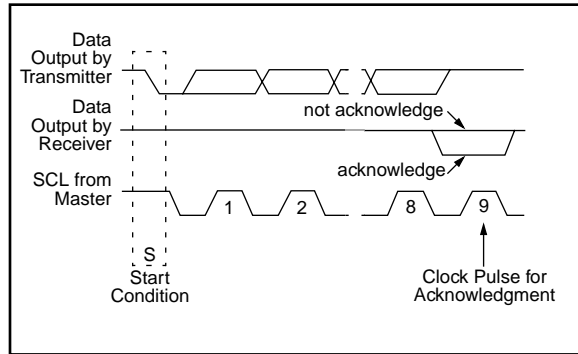 Data
Output by
Transmitter
Data
Output by
Receiver
not acknowledge
acknowledge
SCL from
Master
1
2
8
9
S
Start
Condition
Clock Pulse for
Acknowledgment